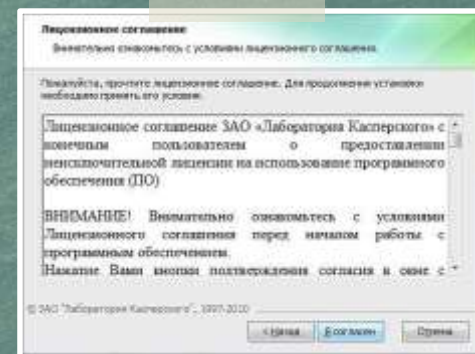 Лицензионное соглашение
Внимательно ознакомьтесь с условиями лицензионного соглашения.
Пожалуйста, прочтите лицензионное соглашение. Для продолжения установки
необходимо принять его условия.
Лицензионное соглашение ЗАО «Лаборатория Касперского» с
конечным пользователем о предоставлении
неисключительной лицензии на использование программного
обеспечения (ПО)
ВНИМАНИЕ! Внимательно ознакомьтесь с условиями
Лицензионного соглашения перед началом работы с
программным обеспечением.
Нажатие Вами кнопки подтверждения согласия в окне с
© ЗАО "Лаборатория Касперского", 1997-2010
< Назад Я согласен Отмена